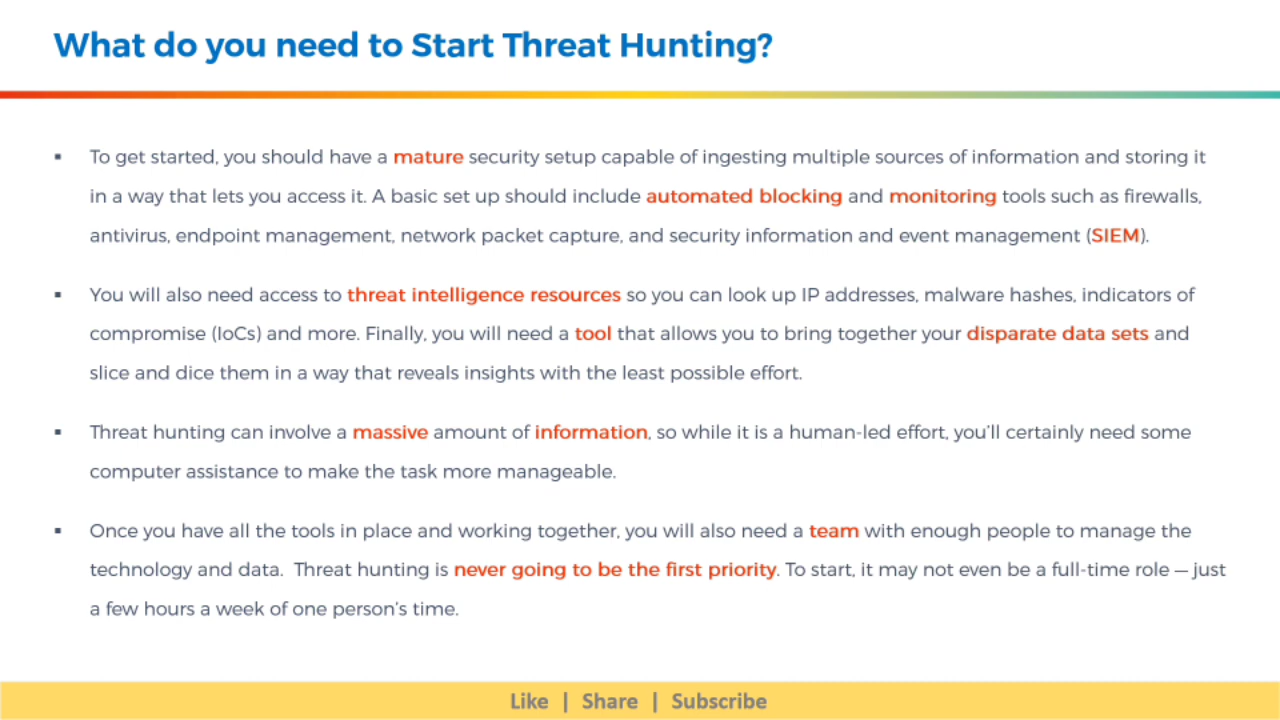 What do you need to Start Threat Hunting?
▪ To get started, you should have a mature security setup capable of ingesting multiple sources of information and storing it
in a way that lets you access it. A basic set up should include automated blocking and monitoring tools such as firewalls,
antivirus, endpoint management, network packet capture, and security information and event management (SIEM).
▪ You will also need access to threat intelligence resources so you can look up IP addresses, malware hashes, indicators of
compromise (IoCs) and more. Finally, you will need a tool that allows you to bring together your disparate data sets and
slice and dice them in a way that reveals insights with the least possible effort.
▪ Threat hunting can involve a massive amount of information, so while it is a human-led effort, you’ll certainly need some
computer assistance to make the task more manageable.
▪ Once you have all the tools in place and working together, you will also need a team with enough people to manage the
technology and data.  Threat hunting is never going to be the first priority. To start, it may not even be a full-time role — just
a few hours a week of one person’s time.
Like | Share | Subscribe